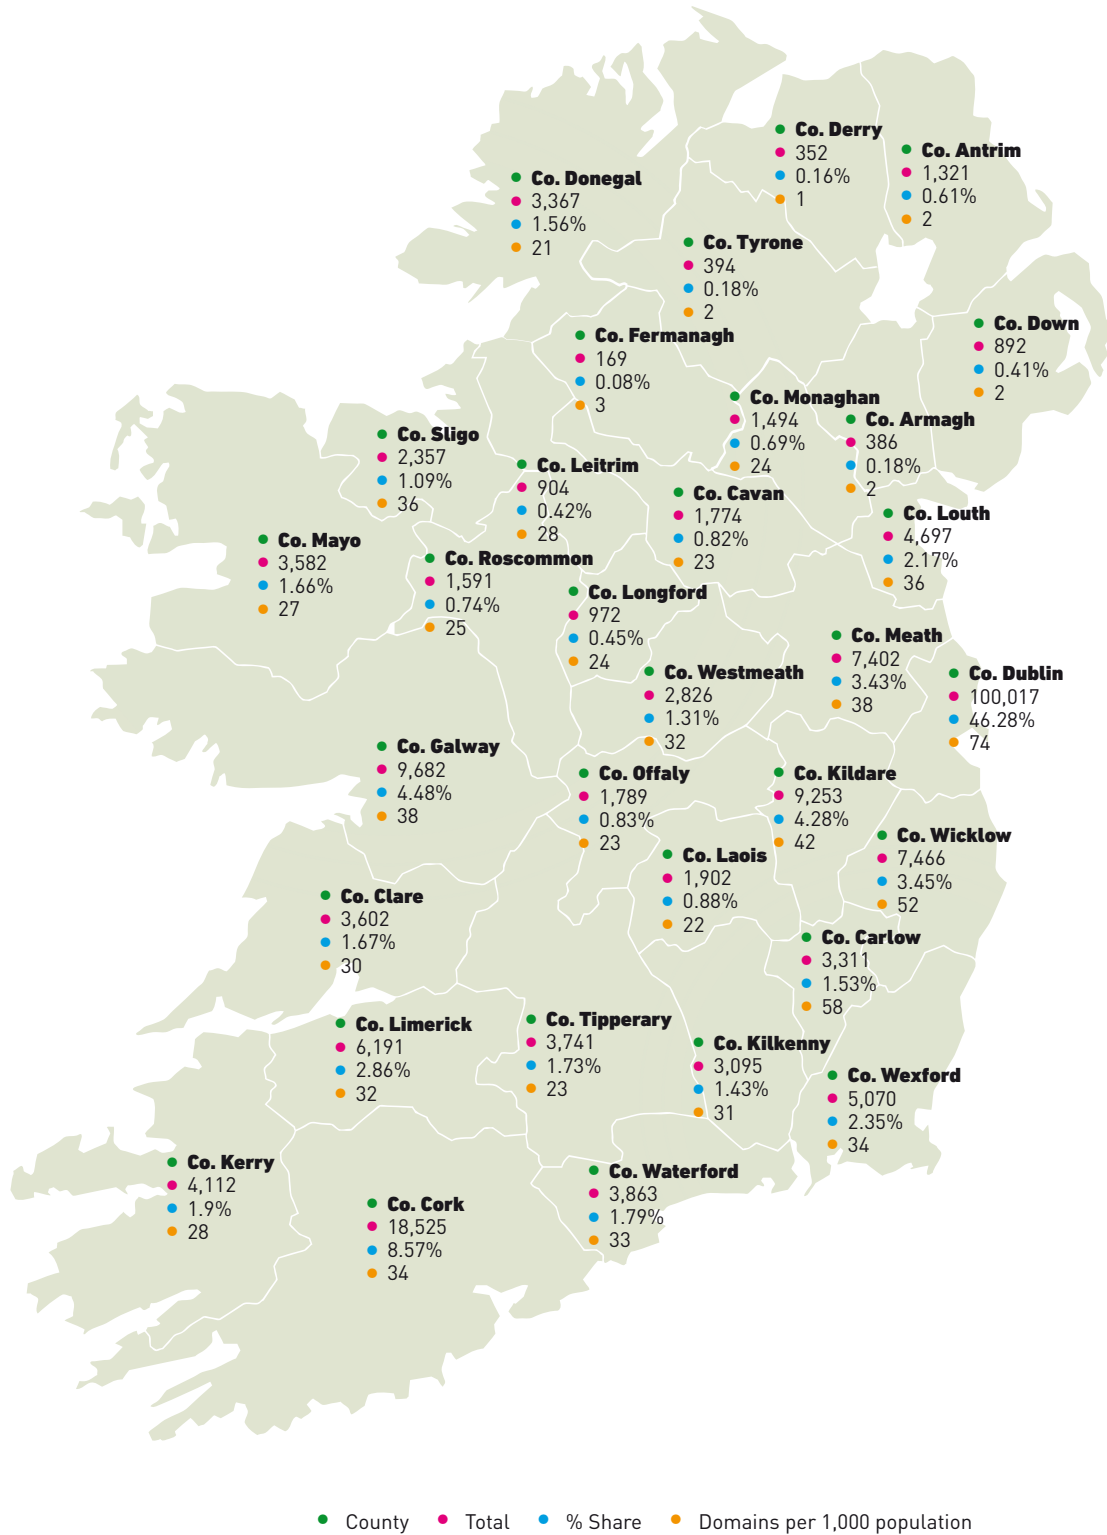 Co. Derry
352
0.16%
1
Co. Antrim
1,321
0.61%
2
Co. Donegal
3,367
1.56%
21
Co. Tyrone
394
0.18%
2
Co. Down
892
0.41%
2
Co. Fermanagh
169
0.08%
3
Co. Monaghan
1,494
0.69%
24
Co. Armagh
386
0.18%
2
Co. Sligo
2,357
1.09%
36
Co. Leitrim
904
0.42%
28
Co. Cavan
1,774
0.82%
23
Co. Louth
4,697
2.17%
36
Co. Mayo
3,582
1.66%
27
Co. Roscommon
1,591
0.74%
25
Co. Longford
972
0.45%
24
Co. Meath
7,402
3.43%
38
Co. Westmeath
2,826
1.31%
32
Co. Dublin
100,017
46.28%
74
Co. Galway
9,682
4.48%
38
Co. Offaly
1,789
0.83%
23
Co. Kildare
9,253
4.28%
42
Co. Wicklow
7,466
3.45%
52
Co. Laois
1,902
0.88%
22
Co. Clare
3,602
1.67%
30
Co. Carlow
3,311
1.53%
58
Co. Limerick
6,191
2.86%
32
Co. Tipperary
3,741
1.73%
23
Co. Kilkenny
3,095
1.43%
31
Co. Wexford
5,070
2.35%
34
Co. Kerry
4,112
1.9%
28
Co. Waterford
3,863
1.79%
33
Co. Cork
18,525
8.57%
34
County Total % Share Domains per 1,000 population